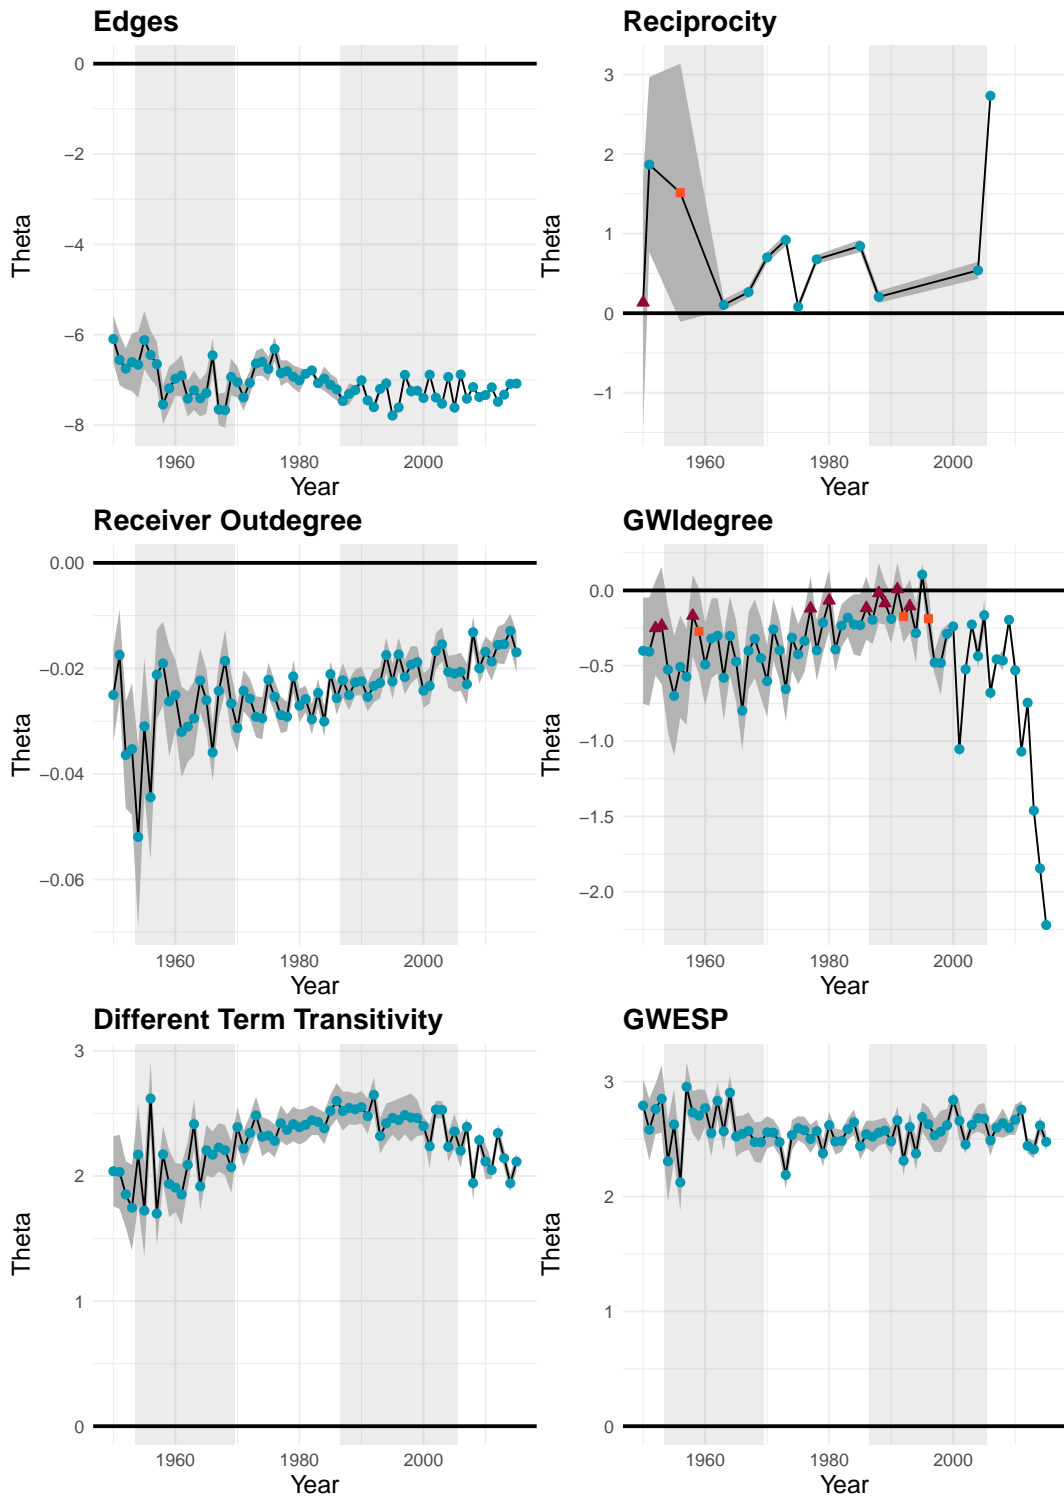 Edges
0
−2
−4
−6
−8
Theta
1960 1980 2000
Year
Reciprocity
3
2
1
0
−1
Theta
1960 1980 2000
Year
Receiver Outdegree
0.00
−0.02
−0.04
−0.06
Theta
1960 1980 2000
Year
GWIdegree
0.0
−0.5
−1.0
−1.5
−2.0
Theta
1960 1980 2000
Year
Different Term Transitivity
3
2
1
0
Theta
1960 1980 2000
Year
GWESP
3
2
1
0
Theta
1960 1980 2000
Year